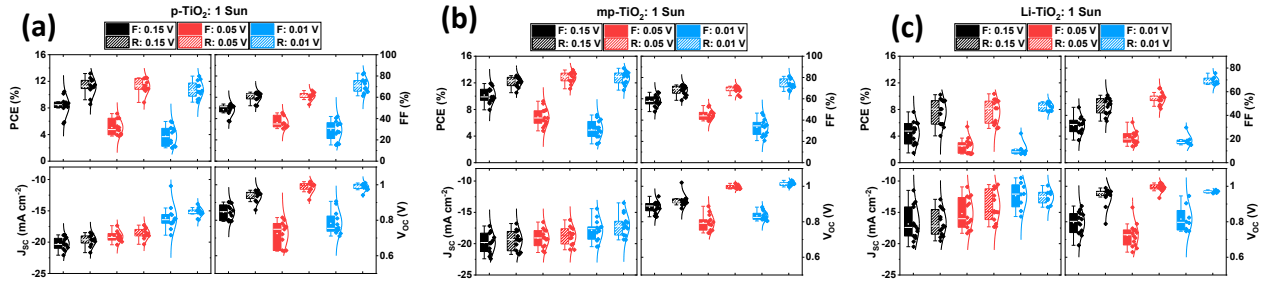 (a)
p-TiO₂: 1 Sun
F: 0.15 V F: 0.05 V F: 0.01 V
R: 0.15 V R: 0.05 V R: 0.01 V
16
12
8
4
0
PCE (%)
100
80
60
40
20
0
FF (%)
-10
-15
-20
-25
J_SC (mA cm⁻²)
1
0.8
0.6
V_OC (V)
(b)
mp-TiO₂: 1 Sun
F: 0.15 V F: 0.05 V F: 0.01 V
R: 0.15 V R: 0.05 V R: 0.01 V
16
12
8
4
0
PCE (%)
100
80
60
40
20
0
FF (%)
-10
-15
-20
-25
J_SC (mA cm⁻²)
1
0.8
0.6
V_OC (V)
(c)
Li-TiO₂: 1 Sun
F: 0.15 V F: 0.05 V F: 0.01 V
R: 0.15 V R: 0.05 V R: 0.01 V
16
12
8
4
0
PCE (%)
80
60
40
20
0
FF (%)
-10
-15
-20
-25
J_SC (mA cm⁻²)
1
0.8
0.6
V_OC (V)